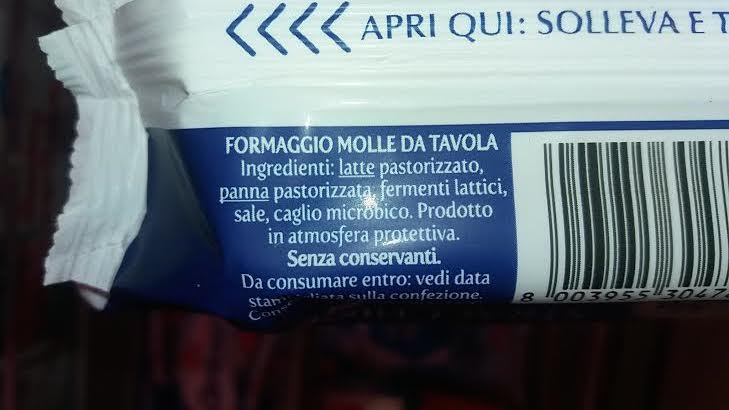 <<<< APRI QUI: SOLLEVA E T
FORMAGGIO MOLLE DA TAVOLA
Ingredienti: latte pastorizzato,
panna pastorizzata, fermenti lattici,
sale, caglio microbico. Prodotto
in atmosfera protettiva.
Senza conservanti.
Da consumare entro: vedi data
sulla confezione.
8 003955 3047